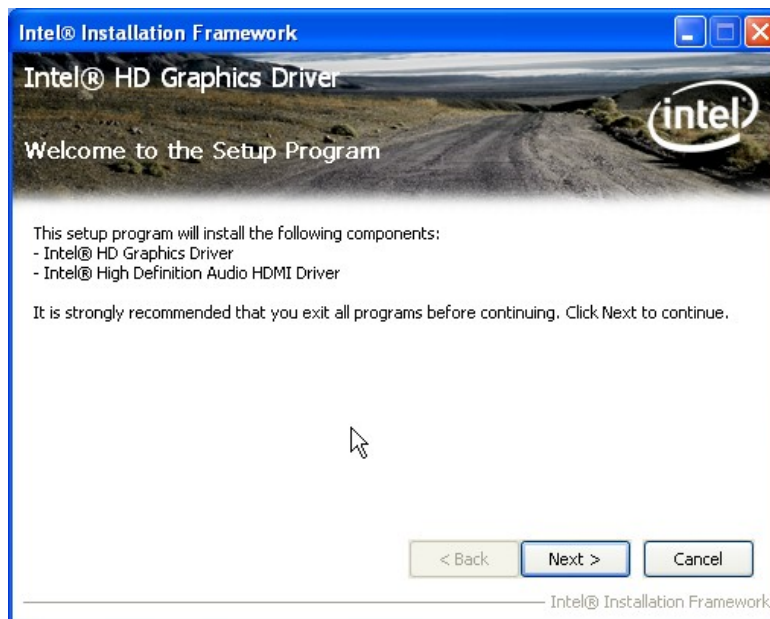 Intel® Installation Framework
Intel® HD Graphics Driver
intel
Welcome to the Setup Program
This setup program will install the following components:
- Intel® HD Graphics Driver
- Intel® High Definition Audio HDMI Driver
It is strongly recommended that you exit all programs before continuing. Click Next to continue.
< Back Next > Cancel
Intel® Installation Framework